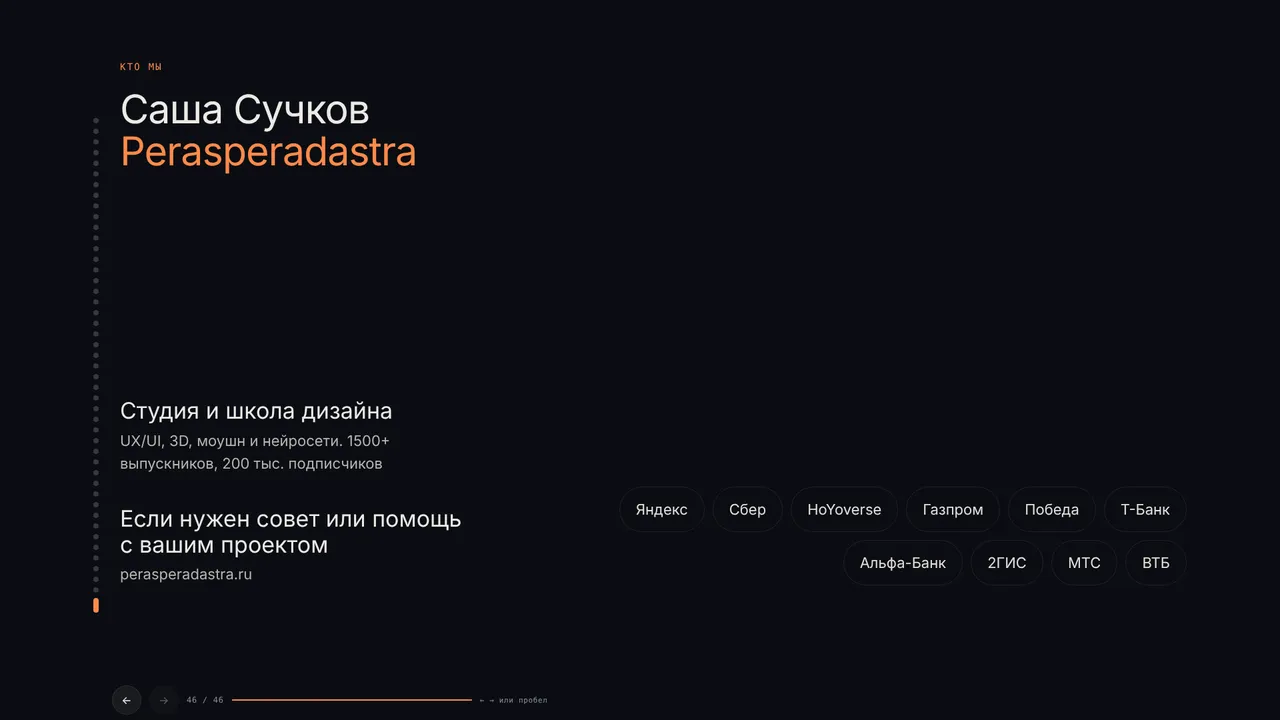 КТО МЫ
Саша Сучков
Perasperadastra
Студия и школа дизайна
UX/UI, 3D, моушн и нейросети. 1500+
выпускников, 200 тыс. подписчиков
Если нужен совет или помощь
с вашим проектом
perasperadastra.ru
Яндекс Сбер HoYoverse Газпром Победа Т-Банк
Альфа-Банк 2ГИС МТС ВТБ
← → 46 / 46 ← → или пробел